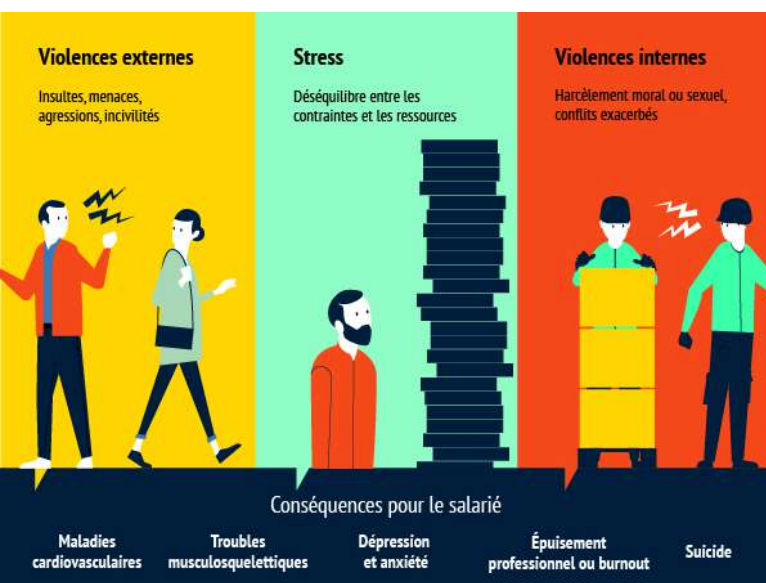 Violences externes
Insultes, menaces,
agressions, incivilités
Stress
Déséquilibre entre les
contraintes et les ressources
Violences internes
Harcèlement moral ou sexuel,
conflits exacerbés
Conséquences pour le salarié
Maladies
cardiovasculaires
Troubles
musculosquelettiques
Dépression
et anxiété
Épuisement
professionnel ou burnout
Suicide